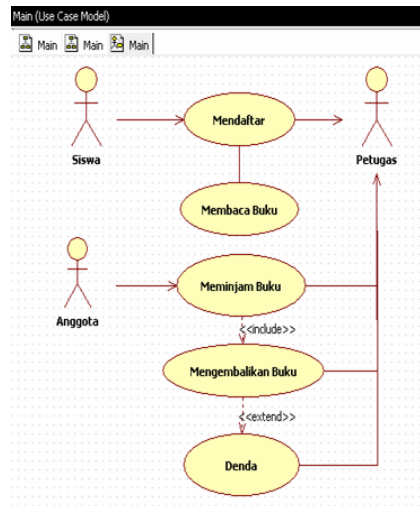 Main (Use Case Model)
Main Main Main
Mendaftar
Siswa
Petugas
Membaca Buku
Meminjam Buku
Anggota
<<include>>
Mengembalikan Buku
<<extend>>
Denda